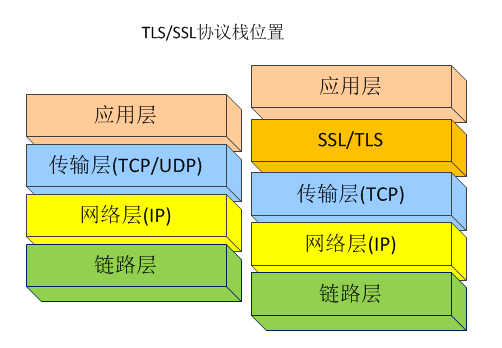 TLS/SSL协议栈位置
应用层
传输层(TCP/UDP)
网络层(IP)
链路层
应用层
SSL/TLS
传输层(TCP)
网络层(IP)
链路层